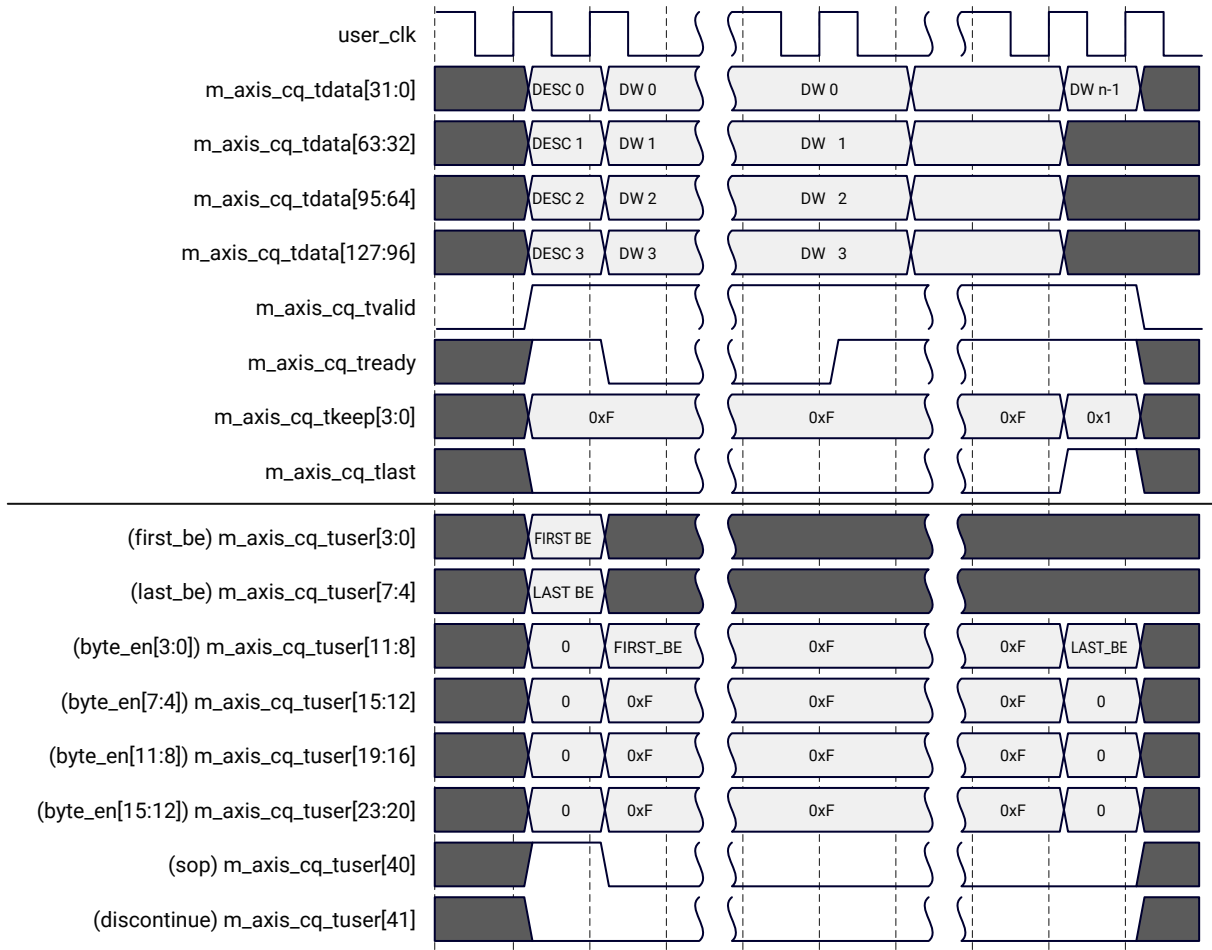 user_clk
m_axis_cq_tdata[31:0] DESC 0 DW 0 DW 0 DW n-1
m_axis_cq_tdata[63:32] DESC 1 DW 1 DW 1
m_axis_cq_tdata[95:64] DESC 2 DW 2 DW 2
m_axis_cq_tdata[127:96] DESC 3 DW 3 DW 3
m_axis_cq_tvalid
m_axis_cq_tready
m_axis_cq_tkeep[3:0] 0xF 0xF 0xF 0x1
m_axis_cq_tlast
(first_be) m_axis_cq_tuser[3:0] FIRST BE
(last_be) m_axis_cq_tuser[7:4] LAST BE
(byte_en[3:0]) m_axis_cq_tuser[11:8] 0 FIRST_BE 0xF 0xF LAST_BE
(byte_en[7:4]) m_axis_cq_tuser[15:12] 0 0xF 0xF 0xF 0
(byte_en[11:8]) m_axis_cq_tuser[19:16] 0 0xF 0xF 0xF 0
(byte_en[15:12]) m_axis_cq_tuser[23:20] 0 0xF 0xF 0xF 0
(sop) m_axis_cq_tuser[40]
(discontinue) m_axis_cq_tuser[41]